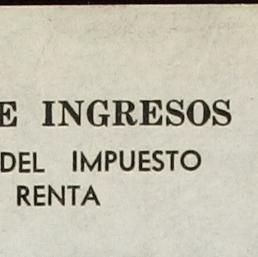 E INGRESOS
DEL IMPUESTO
RENTA